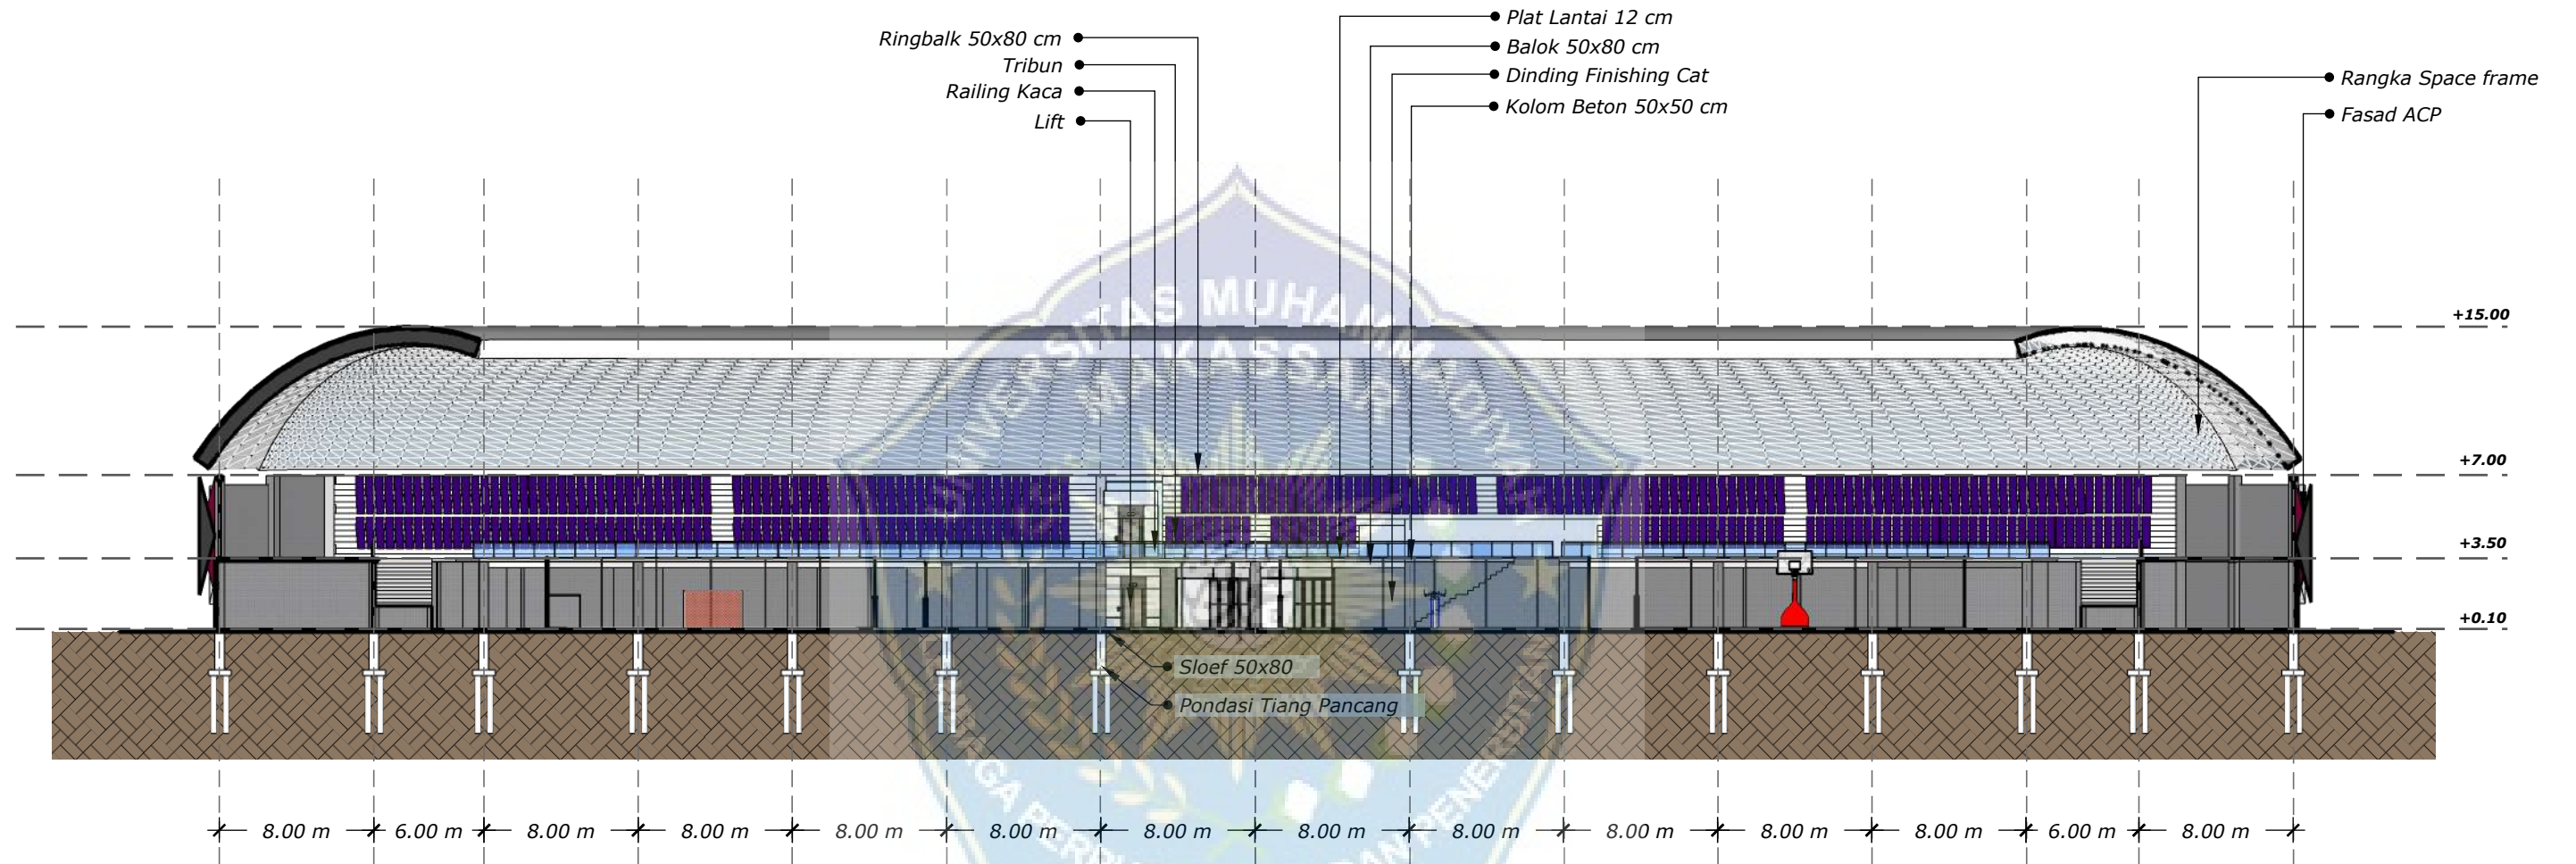 Plat Lantai 12 cm
Ringbalk 50x80 cm
Balok 50x80 cm
Tribun
Dinding Finishing Cat
Rangka Space frame
Railing Kaca
Kolom Beton 50x50 cm
Fasad ACP
Lift
UNIVERSITAS MUHAMMADIYAH
MAKASSAR
+15.00
+7.00
+3.50
+0.10
Sloef 50x80
Pondasi Tiang Pancang
8.00 m 6.00 m 8.00 m 8.00 m 8.00 m 8.00 m 8.00 m 8.00 m 8.00 m 8.00 m 8.00 m 8.00 m 6.00 m 8.00 m